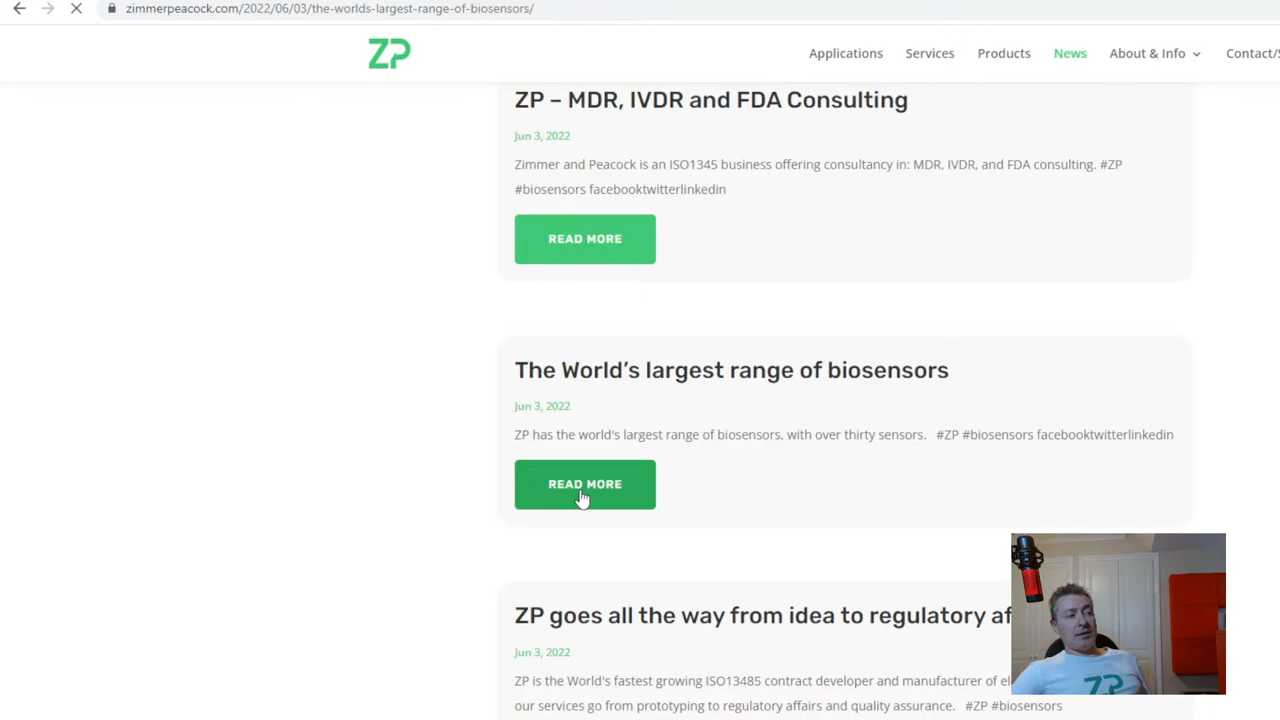 zimmerpeacock.com/2022/06/03/the-worlds-largest-range-of-biosensors/
ZP
Applications Services Products News About & Info Contact/S
ZP – MDR, IVDR and FDA Consulting
Jun 3, 2022
Zimmer and Peacock is an ISO1345 business offering consultancy in: MDR, IVDR, and FDA consulting. #ZP
#biosensors facebooktwitterlinkedin
READ MORE
The World’s largest range of biosensors
Jun 3, 2022
ZP has the world's largest range of biosensors, with over thirty sensors. #ZP #biosensors facebooktwitterlinkedin
READ MORE
ZP goes all the way from idea to regulatory af
Jun 3, 2022
ZP is the World's fastest growing ISO13485 contract developer and manufacturer of el
our services go from prototyping to regulatory affairs and quality assurance. #ZP #biosensors
ZP